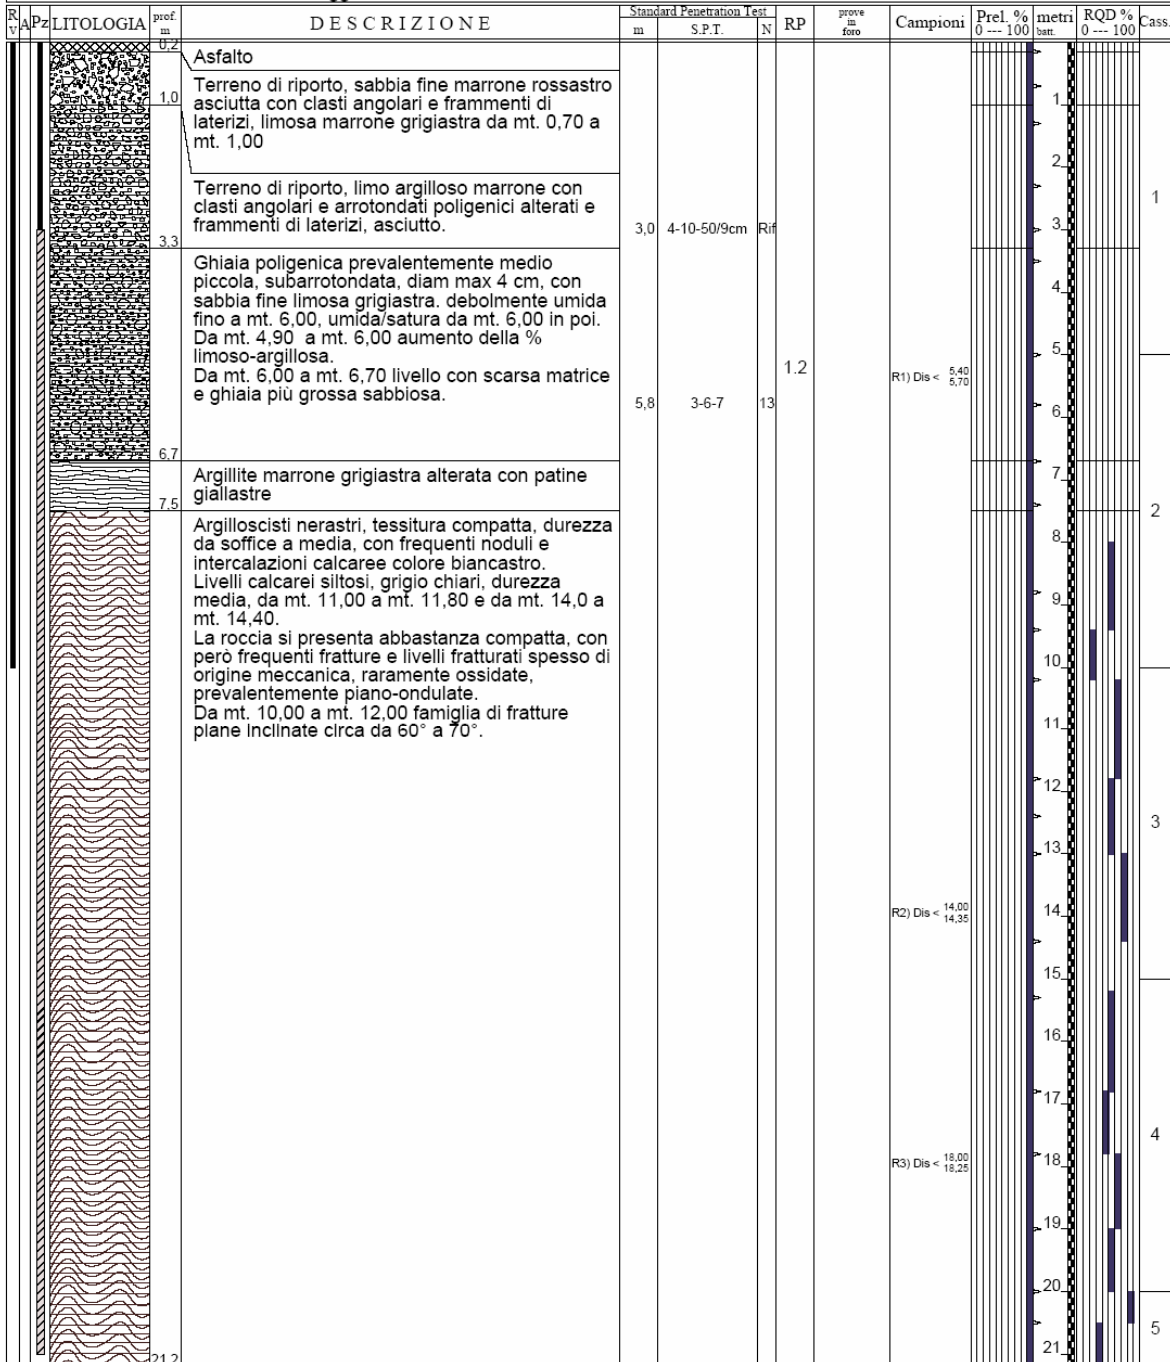 R v A Pz LITOLOGIA prof. m DESCRIZIONE Standard Penetration Test m S.P.T. N RP prove in foro Campioni Prel. % 0 --- 100 metri batt. RQD % 0 --- 100 Cass.
0,2
Asfalto
Terreno di riporto, sabbia fine marrone rossastro
asciutta con clasti angolari e frammenti di
laterizi, limosa marrone grigiastra da mt. 0,70 a
mt. 1,00
1,0
Terreno di riporto, limo argilloso marrone con
clasti angolari e arrotondati poligenici alterati e
frammenti di laterizi, asciutto.
3,0 4-10-50/9cm Rif
3,3
Ghiaia poligenica prevalentemente medio
piccola, subarrotondata, diam max 4 cm, con
sabbia fine limosa grigiastra. debolmente umida
fino a mt. 6,00, umida/satura da mt. 6,00 in poi.
Da mt. 4,90 a mt. 6,00 aumento della %
limoso-argillosa.
Da mt. 6,00 a mt. 6,70 livello con scarsa matrice
e ghiaia più grossa sabbiosa.
1.2
R1) Dis < 5,40 5,70
5,8 3-6-7 13
6,7
Argillite marrone grigiastra alterata con patine
giallastre
7,5
Argilloscisti nerastri, tessitura compatta, durezza
da soffice a media, con frequenti noduli e
intercalazioni calcaree colore biancastro.
Livelli calcarei siltosi, grigio chiari, durezza
media, da mt. 11,00 a mt. 11,80 e da mt. 14,0 a
mt. 14,40.
La roccia si presenta abbastanza compatta, con
però frequenti fratture e livelli fratturati spesso di
origine meccanica, raramente ossidate,
prevalentemente piano-ondulate.
Da mt. 10,00 a mt. 12,00 famiglia di fratture
piane inclinate circa da 60° a 70°.
R2) Dis < 14,00 14,35
R3) Dis < 18,00 18,25
21,2
1
2
3
4
5
6
7
8
9
10
11
12
13
14
15
16
17
18
19
20
21
1
2
3
4
5